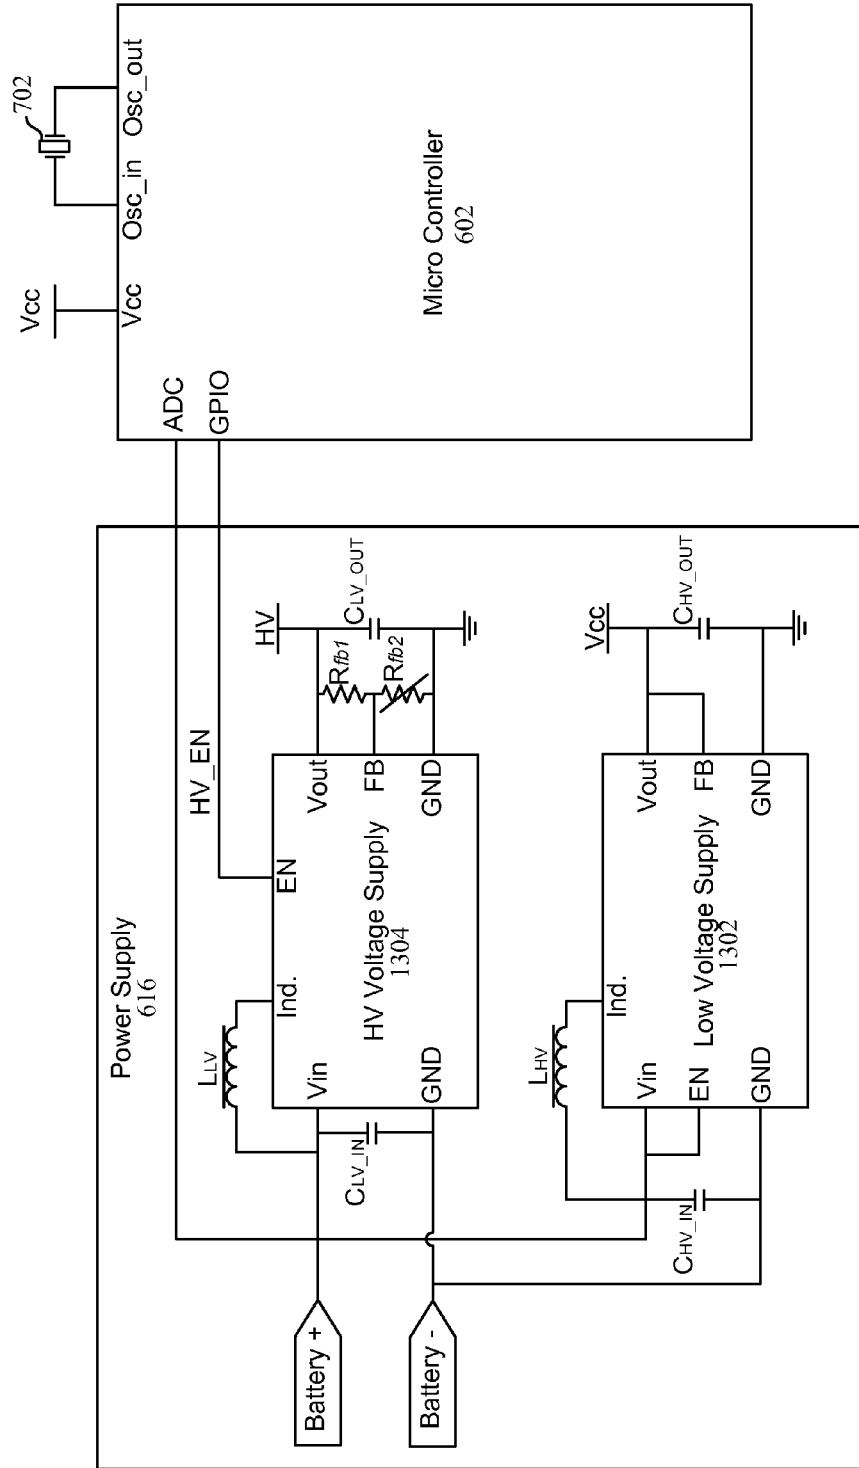 Power Supply
616
Battery +
Battery -
LLV
CLV_IN
HV Voltage Supply
1304
Vin
GND
Ind.
EN
Vout
FB
GND
HV_EN
HV
Rfb1
Rfb2
CLV_OUT
LHV
CHV_IN
Low Voltage Supply
1302
Vin
EN
GND
Ind.
Vout
FB
GND
Vcc
CHV_OUT
ADC
GPIO
Vcc
Vcc
Osc_in
Osc_out
702
Micro Controller
602